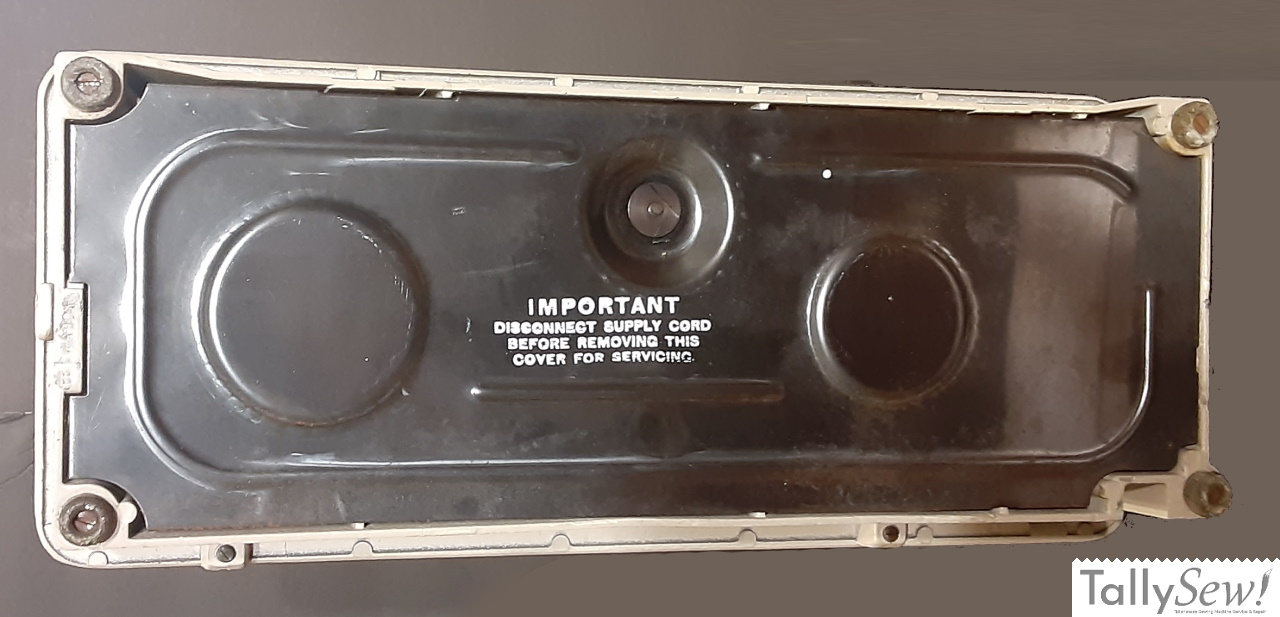 IMPORTANT
DISCONNECT SUPPLY CORD
BEFORE REMOVING THIS
COVER FOR SERVICING.
TallySew!